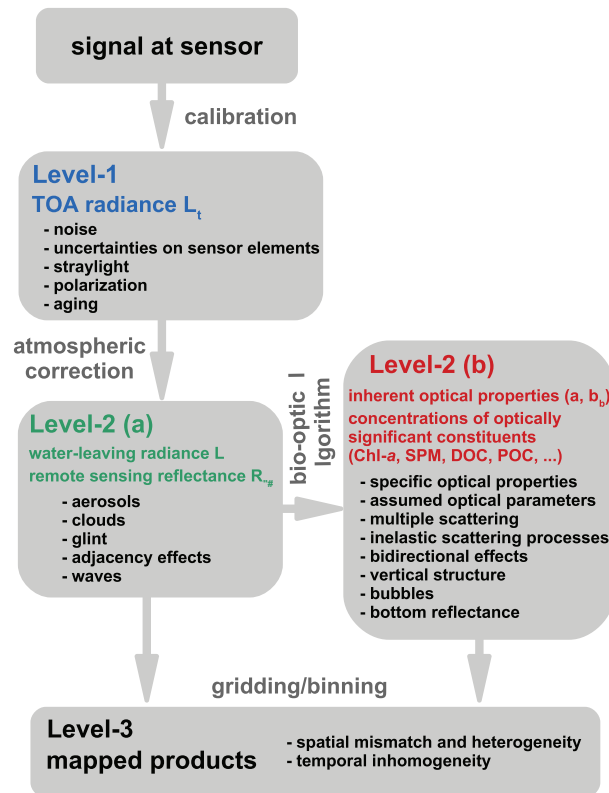 signal at sensor
calibration
Level-1
TOA radiance Lt
- noise
- uncertainties on sensor elements
- straylight
- polarization
- aging
atmospheric
correction
Level-2 (a)
water-leaving radiance L
remote sensing reflectance R"#
- aerosols
- clouds
- glint
- adjacency effects
- waves
bio-optic l
lgorithm
Level-2 (b)
inherent optical properties (a, bb)
concentrations of optically
significant constituents
(Chl-a, SPM, DOC, POC, ...)
- specific optical properties
- assumed optical parameters
- multiple scattering
- inelastic scattering processes
- bidirectional effects
- vertical structure
- bubbles
- bottom reflectance
gridding/binning
Level-3
mapped products
- spatial mismatch and heterogeneity
- temporal inhomogeneity